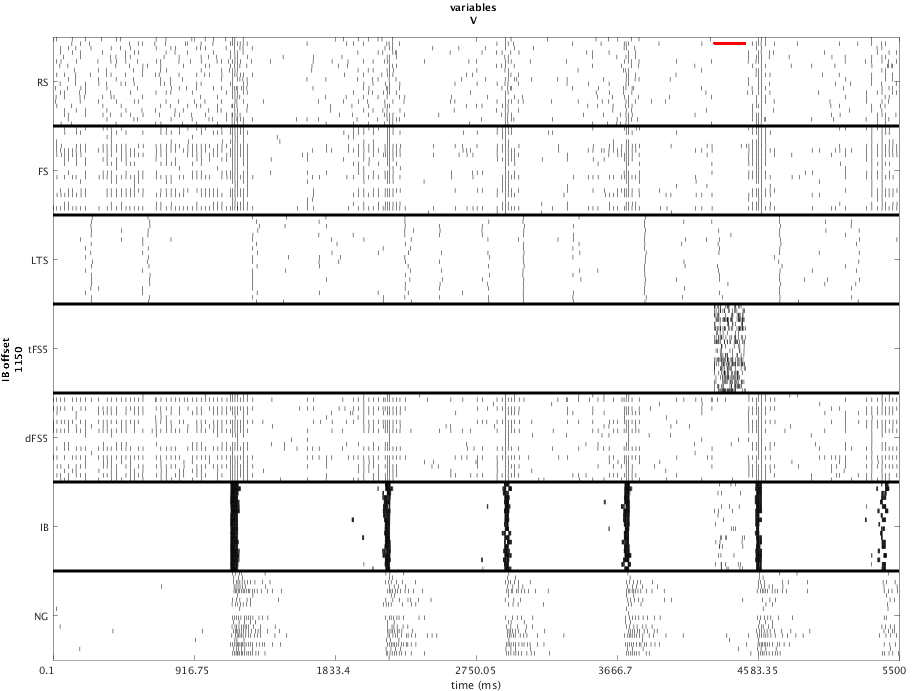 variables
V
RS
FS
LTS
tFS5
dFS5
IB
NG
IB offset
1150
0.1
916.75
1833.4
2750.05
3666.7
4583.35
5500
time (ms)